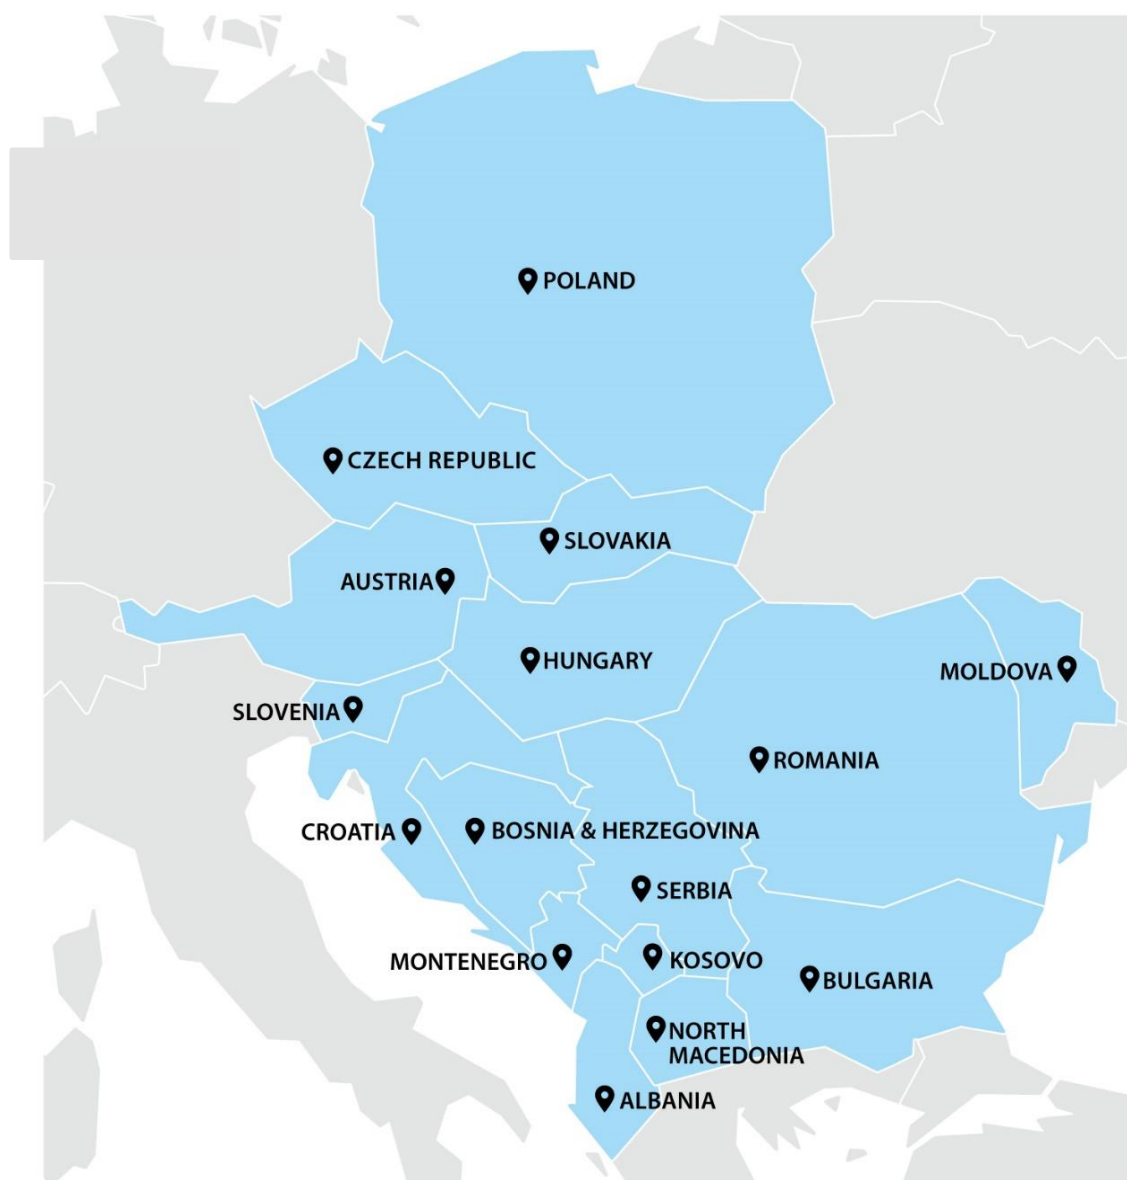 POLAND
CZECH REPUBLIC
SLOVAKIA
AUSTRIA
HUNGARY
MOLDOVA
SLOVENIA
ROMANIA
CROATIA
BOSNIA & HERZEGOVINA
SERBIA
MONTENEGRO
KOSOVO
BULGARIA
NORTH
MACEDONIA
ALBANIA